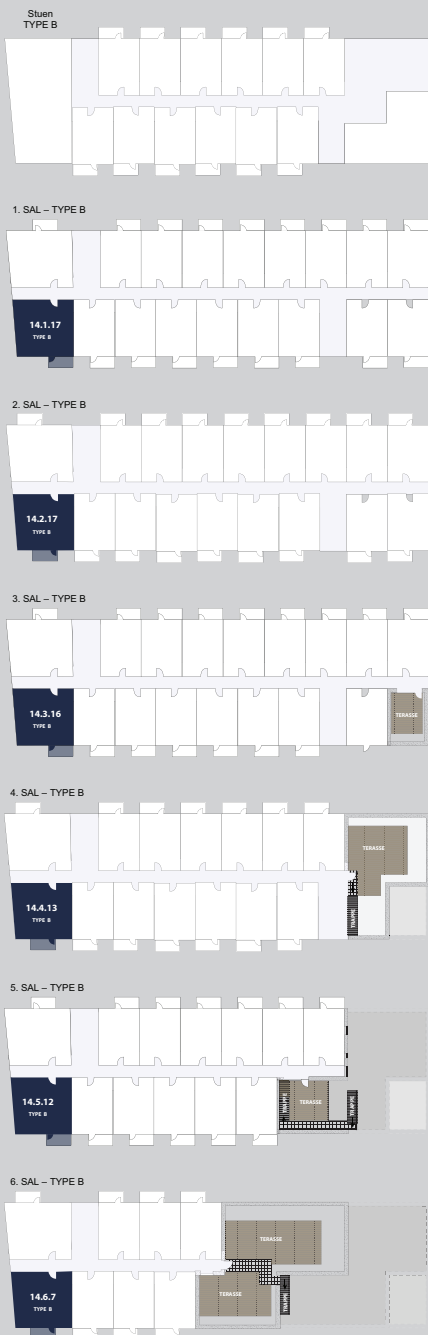 Stuen
TYPE B
1. SAL – TYPE B
14.1.17
TYPE B
2. SAL – TYPE B
14.2.17
TYPE B
3. SAL – TYPE B
14.3.16
TYPE B
TERASSE
4. SAL – TYPE B
TERASSE
14.4.13
TYPE B
TRAPPE
5. SAL – TYPE B
14.5.12
TYPE B
TRAPPE
TERASSE
TRAPPE
6. SAL – TYPE B
TERASSE
14.6.7
TYPE B
TERASSE
TRAPPE